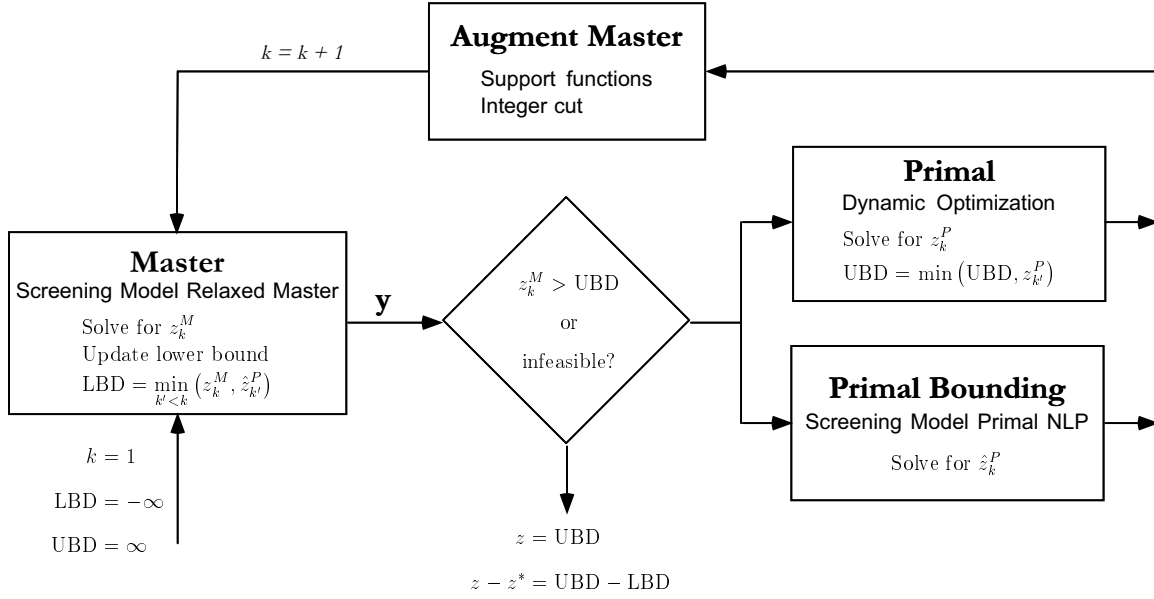 Augment Master
Support functions
Integer cut
k = k + 1
Primal
Dynamic Optimization
Solve for z_k^P
UBD = min (UBD, z_{k'}^P)
Master
Screening Model Relaxed Master
Solve for z_k^M
Update lower bound
LBD = min_{k'<k} (z_k^M, ẑ_{k'}^P)
y
z_k^M > UBD
or
infeasible?
Primal Bounding
Screening Model Primal NLP
Solve for ẑ_k^P
k = 1
LBD = −∞
UBD = ∞
z = UBD
z − z* = UBD − LBD